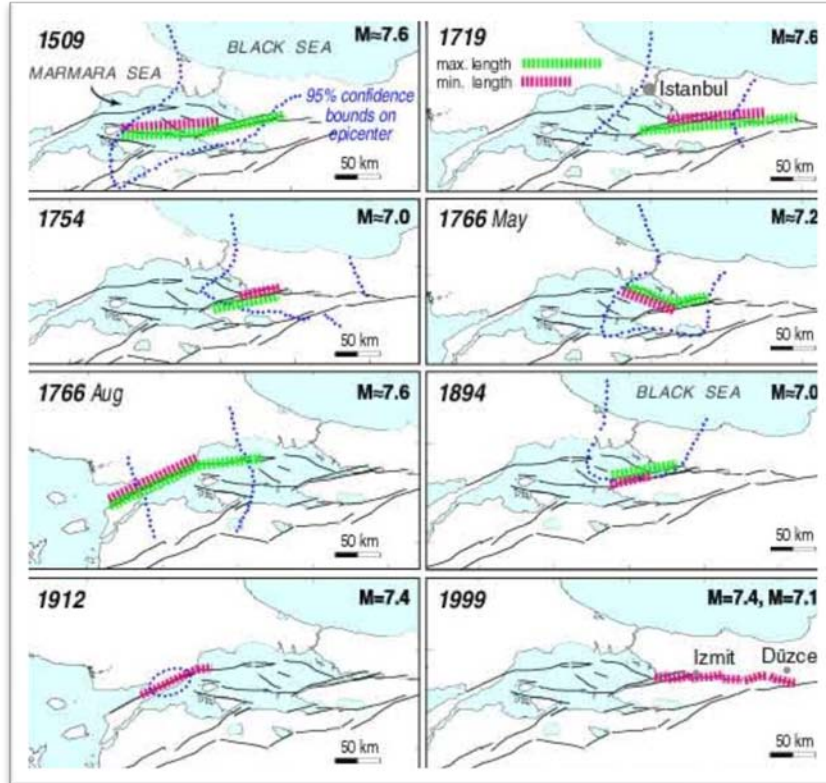 1509
BLACK SEA
M≈7.6
MARMARA SEA
95% confidence
bounds on
epicenter
50 km
1719
M≈7.6
max. length
min. length
Istanbul
50 km
1754
M≈7.0
50 km
1766 May
M≈7.2
50 km
1766 Aug
M≈7.6
50 km
1894
BLACK SEA
M≈7.0
50 km
1912
M=7.4
50 km
1999
M=7.4, M=7.1
Izmit
Düzce
50 km